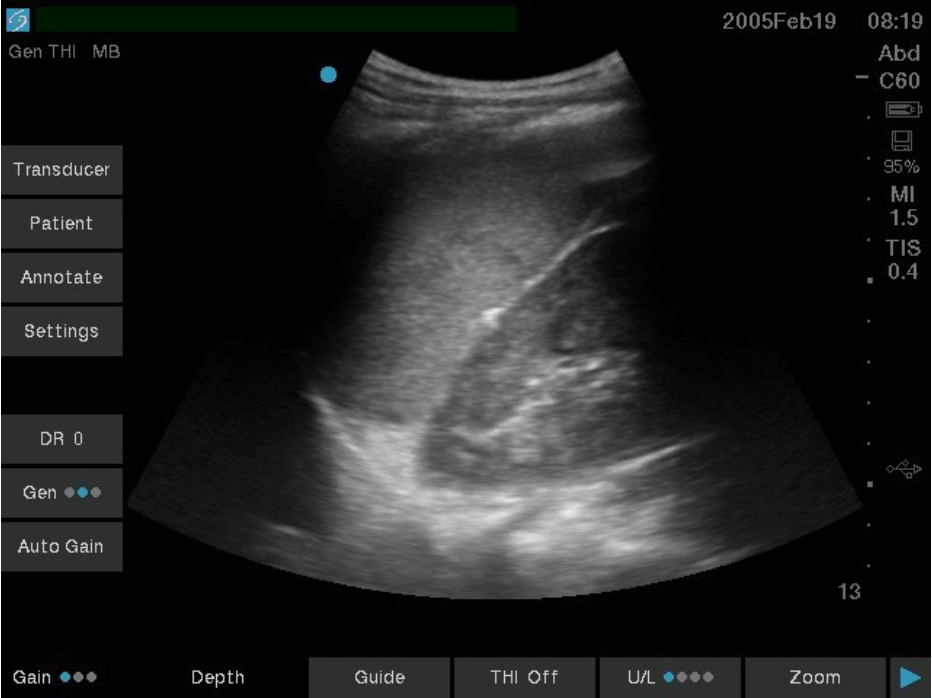 2005Feb19 08:19
Gen THI MB
Abd
C60
95%
MI
1.5
TIS
0.4
Transducer
Patient
Annotate
Settings
DR 0
Gen
Auto Gain
13
Gain Depth Guide THI Off U/L Zoom